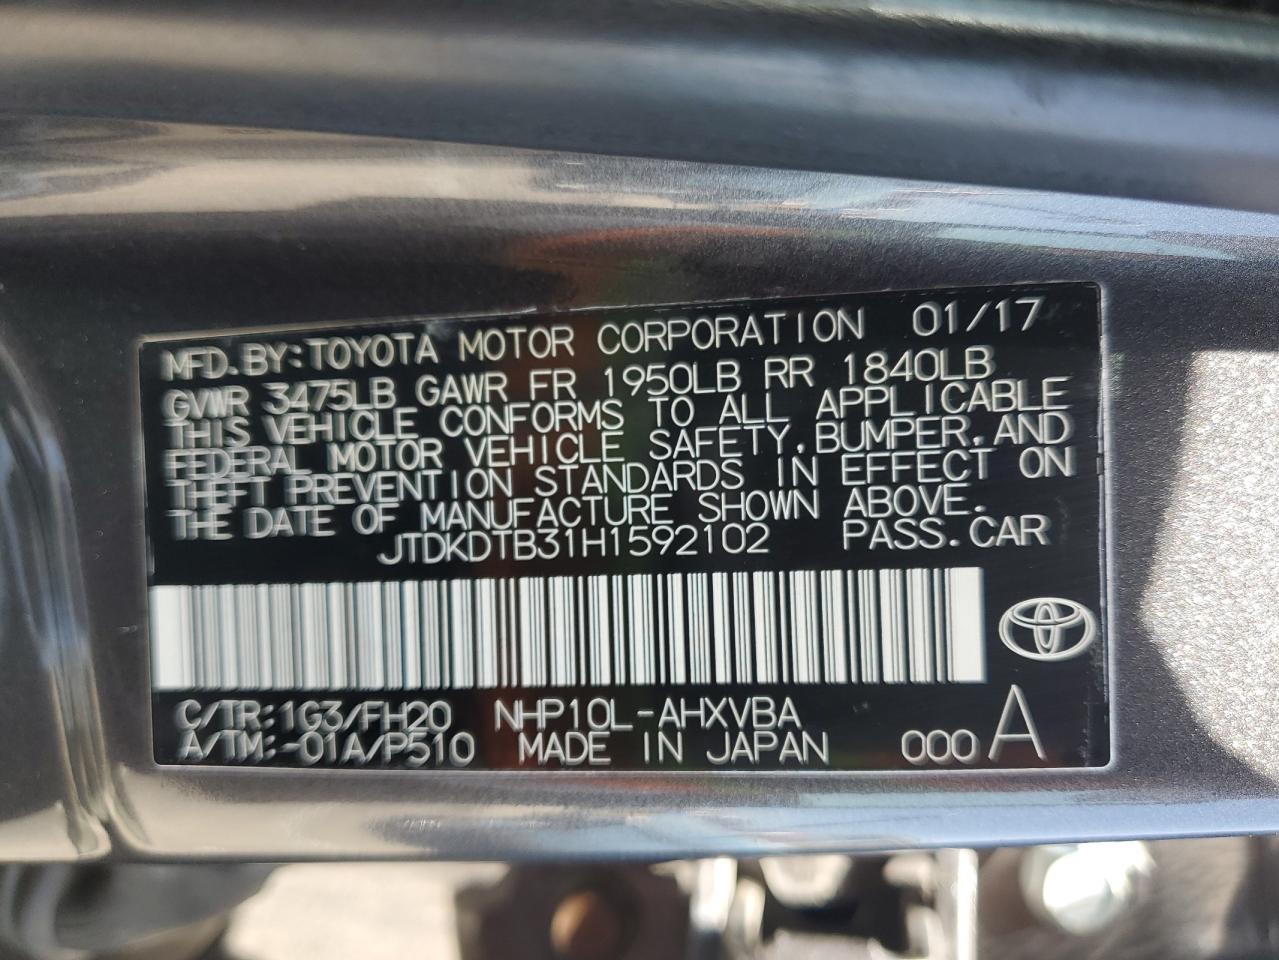 MFD. BY: TOYOTA MOTOR CORPORATION 01/17
GVWR 3475LB GAWR FR 1950LB RR 1840LB
THIS VEHICLE CONFORMS TO ALL APPLICABLE
FEDERAL MOTOR VEHICLE SAFETY, BUMPER, AND
THEFT PREVENTION STANDARDS IN EFFECT ON
THE DATE OF MANUFACTURE SHOWN ABOVE.
JTDKDTB31H1592102 PASS. CAR
C/TR: 1G3/FH20 NHP10L-AHXVBA
A/TM: -01A/P510 MADE IN JAPAN 000 A